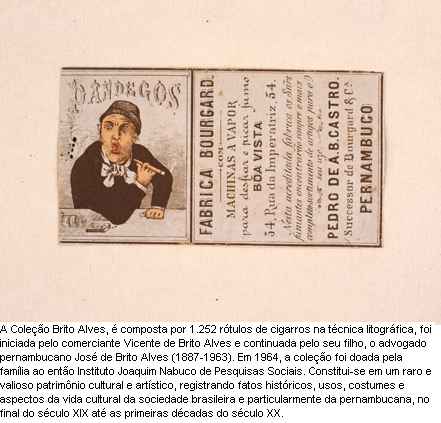 DANDEGOS
FABRICA BOURGARD.
COM
MACHINAS A VAPOR
para desfiar e picar fumo
BÔA VISTA
54, Rua da Imperatriz, 54.
Nesta acreditada fabrica os Snrs
fumantes encontrarão sempre o mais
completo sortimento de
PEDRO DE A. B. CASTRO.
Successor de Bourgard & Cª
PERNAMBUCO
A Coleção Brito Alves, é composta por 1.252 rótulos de cigarros na técnica litográfica, foi
iniciada pelo comerciante Vicente de Brito Alves e continuada pelo seu filho, o advogado
pernambucano José de Brito Alves (1887-1963). Em 1964, a coleção foi doada pela
família ao então Instituto Joaquim Nabuco de Pesquisas Sociais. Constitui-se em um raro e
valioso patrimônio cultural e artístico, registrando fatos históricos, usos, costumes e
aspectos da vida cultural da sociedade brasileira e particularmente da pernambucana, no
final do século XIX até as primeiras décadas do século XX.